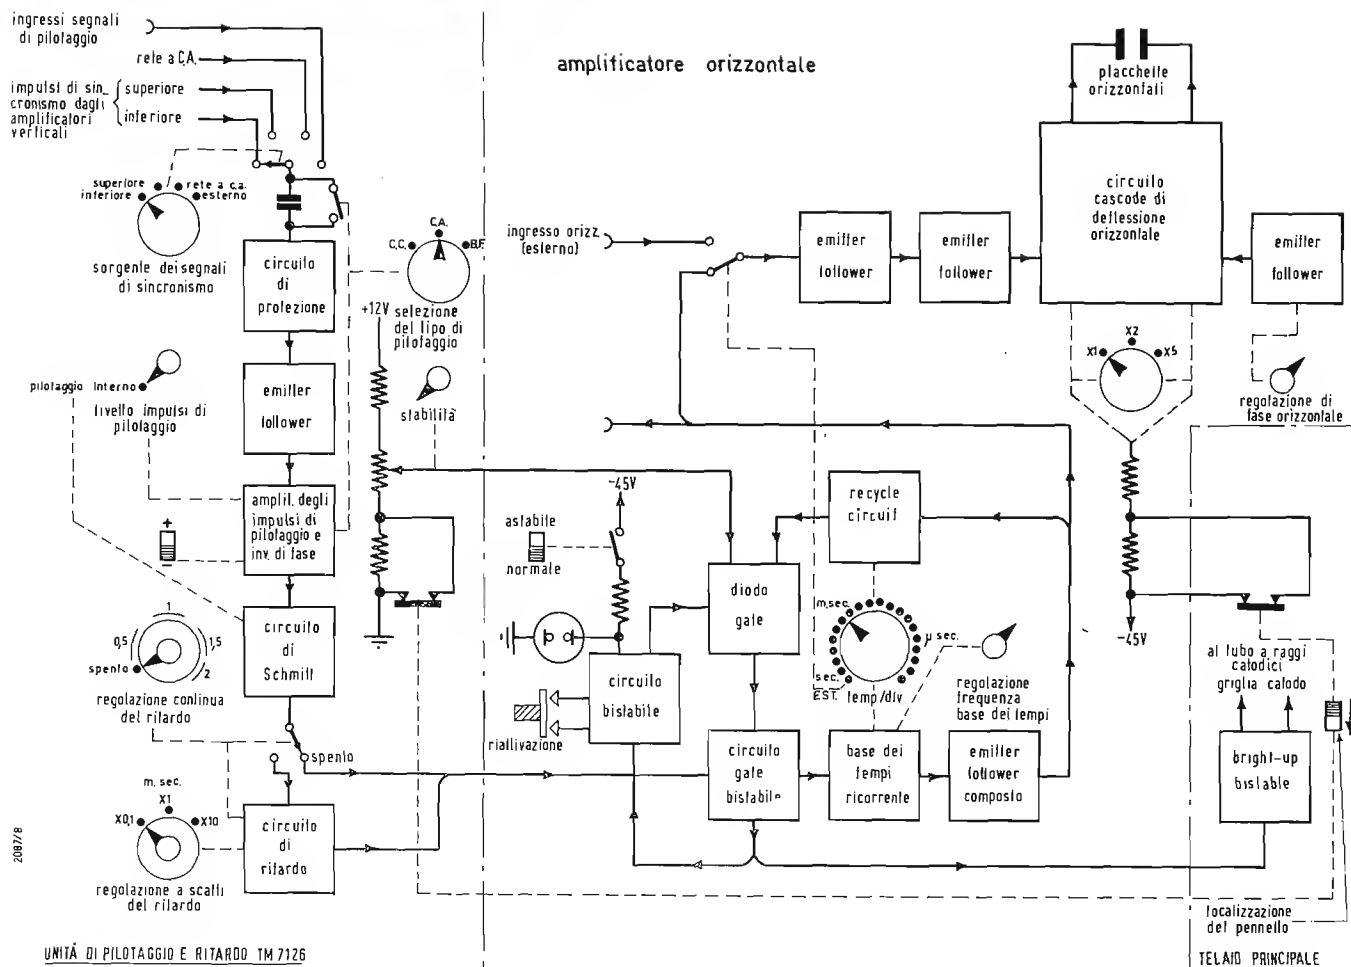 ingressi segnali
di pilotaggio
rete a C.A.
impulsi di sin_
cronismo dagli
amplificatori
verticali
superiore
inferiore
superiore
inferiore
rete a c.a.
esterno
sorgente dei segnali
di sincronismo
circuito
di
protezione
C.C.
C.A.
B.F.
+12V
selezione
del tipo di
pilotaggio
pilotaggio
Interno
livello impulsi di
pilotaggio
emitter
follower
stabilità
+
-
amplif. degli
impulsi di
pilotaggio e
inv. di fase
0,5
1
1,5
2
spento
regolazione continua
del ritardo
circuito
di
Schmitt
spento
m. sec.
X0,1
X1
X10
regolazione a scatti
del ritardo
circuito
di
ritardo
2087/8
UNITÀ DI PILOTAGGIO E RITARDO TM 7126
amplificatore orizzontale
placchette
orizzontali
circuito
cascode di
deflessione
orizzontale
ingresso orizz.
(esterno)
emitter
follower
emitter
follower
emitter
follower
X1
X2
X5
regolazione di
fase orizzontale
-45V
astabile
normale
recycle
circuit
diodo
gate
m.sec.
µ sec.
sec.
EST.
temp/div
regolazione
frequenza
base dei tempi
-45V
al tubo a raggi
catodici
griglia catodo
circuito
bistabile
riattivazione
circuito
gate
bistabile
base dei
tempi
ricorrente
emitter
follower
composto
bright-up
bistable
localizzazione
del pennello
TELAIO PRINCIPALE